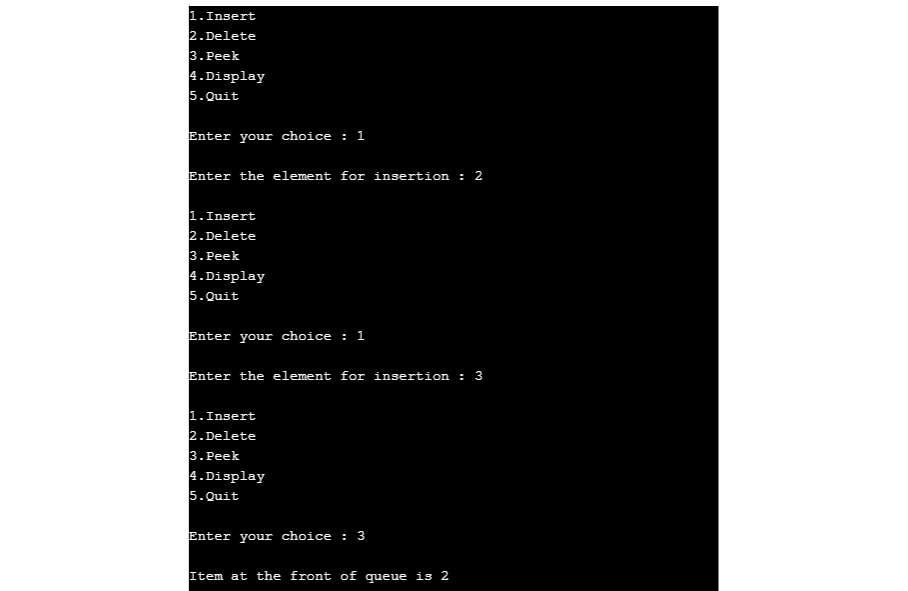 1.Insert
2.Delete
3.Peek
4.Display
5.Quit
Enter your choice : 1
Enter the element for insertion : 2
1.Insert
2.Delete
3.Peek
4.Display
5.Quit
Enter your choice : 1
Enter the element for insertion : 3
1.Insert
2.Delete
3.Peek
4.Display
5.Quit
Enter your choice : 3
Item at the front of queue is 2